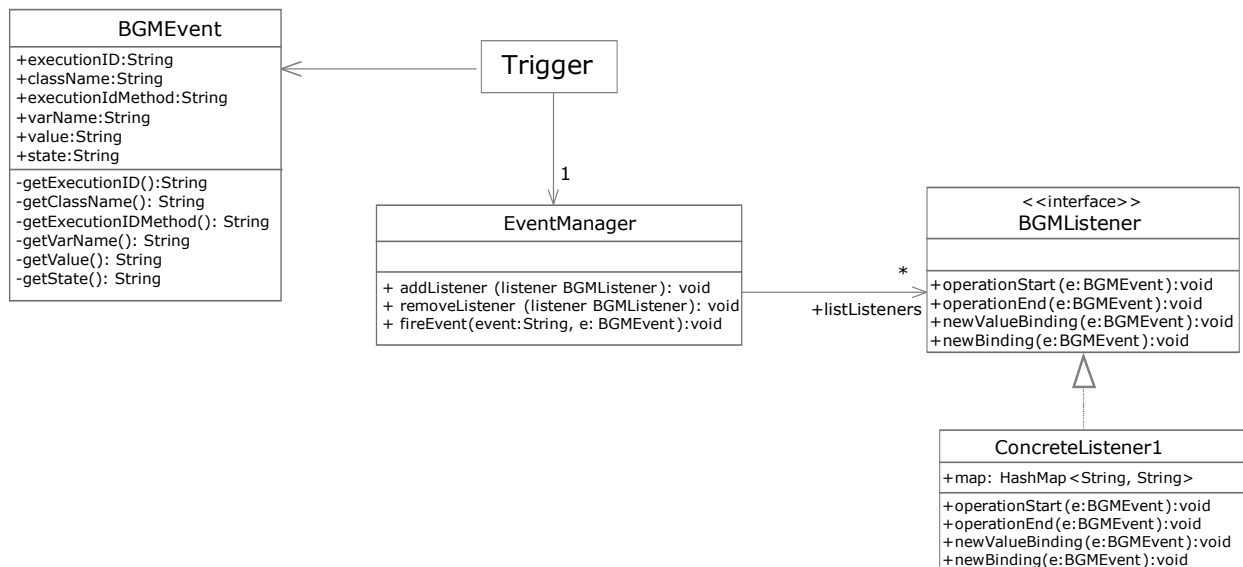 BGMEvent
+executionID:String
+className:String
+executionIdMethod:String
+varName:String
+value:String
+state:String
-getExecutionID():String
-getClassName(): String
-getExecutionIDMethod(): String
-getVarName(): String
-getValue(): String
-getState(): String
Trigger
1
EventManager
+ addListener (listener BGMListener): void
+ removeListener (listener BGMListener): void
+ fireEvent(event:String, e: BGMEvent):void
*
+listListeners
<<interface>>
BGMListener
+operationStart(e:BGMEvent):void
+operationEnd(e:BGMEvent):void
+newValueBinding(e:BGMEvent):void
+newBinding(e:BGMEvent):void
ConcreteListener1
+map: HashMap<String, String>
+operationStart(e:BGMEvent):void
+operationEnd(e:BGMEvent):void
+newValueBinding(e:BGMEvent):void
+newBinding(e:BGMEvent):void